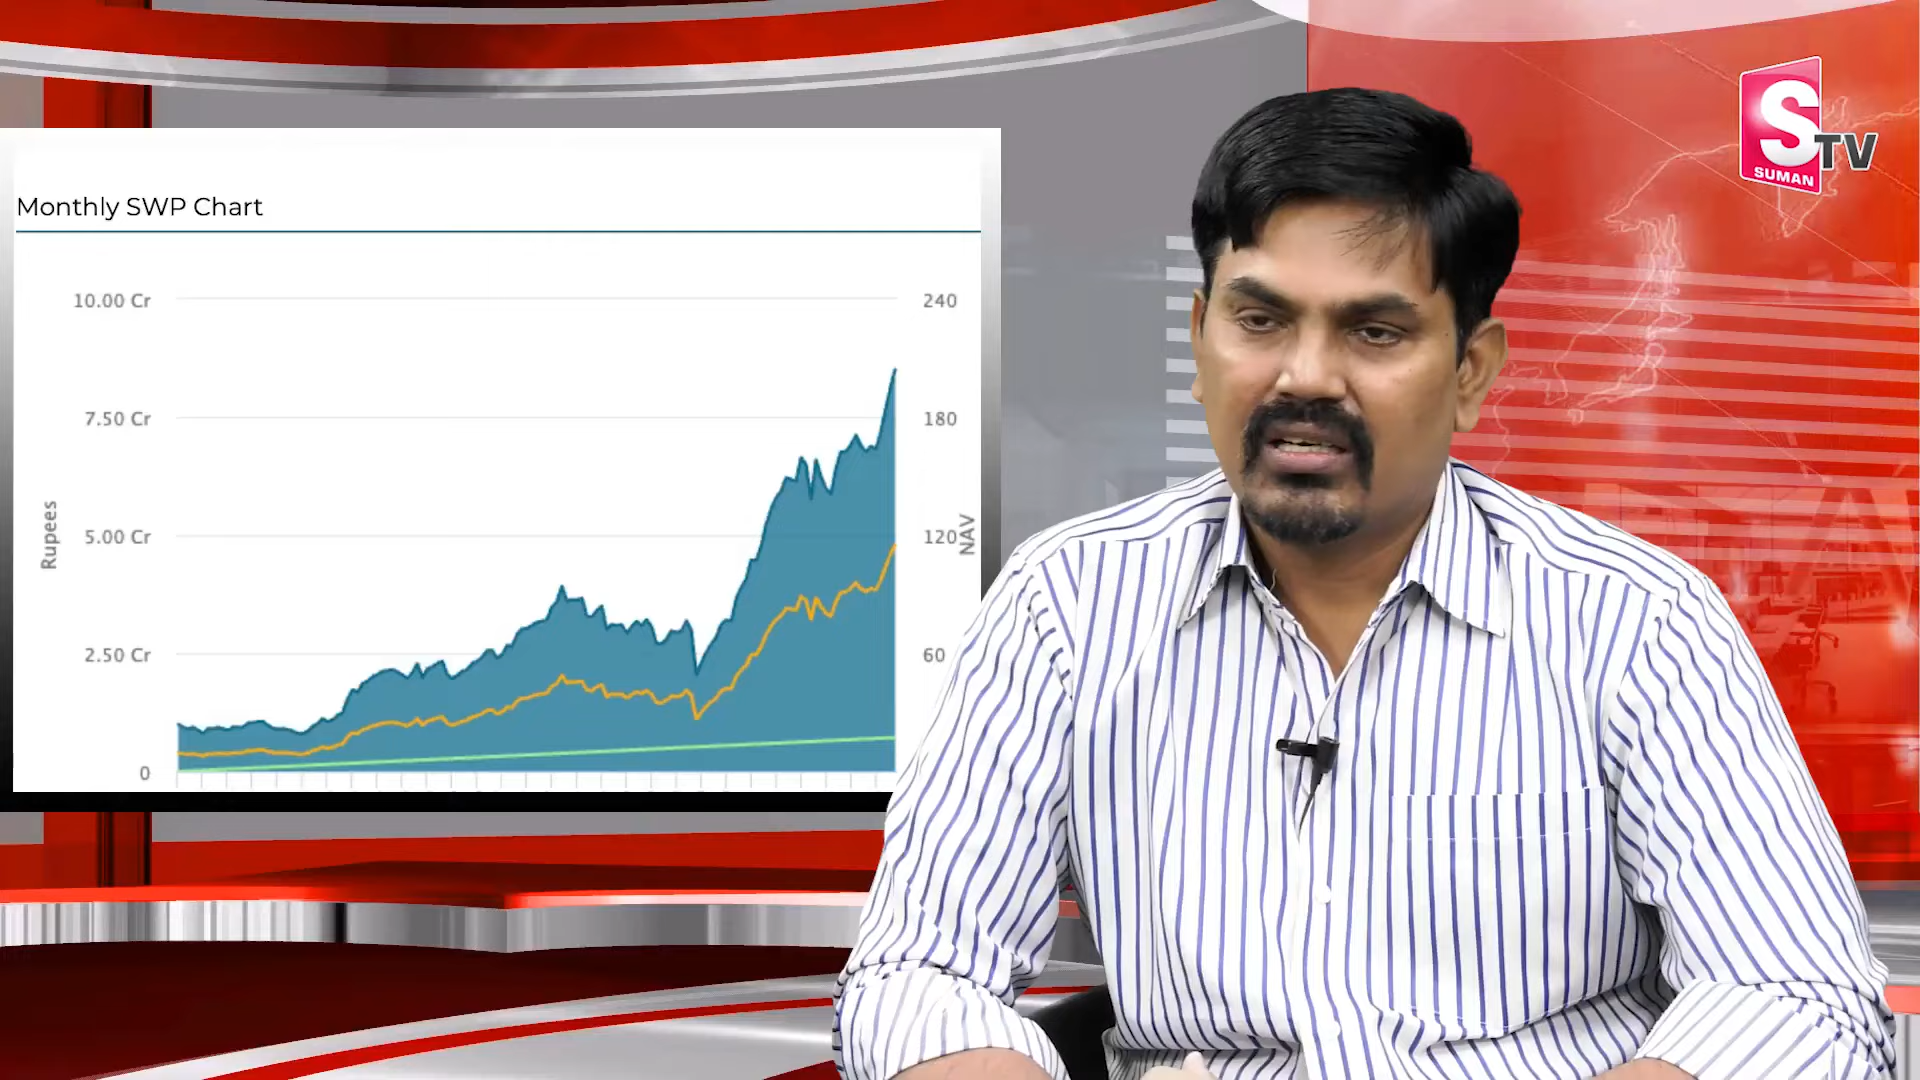 Monthly SWP Chart
10.00 Cr
7.50 Cr
5.00 Cr
2.50 Cr
0
Rupees
240
180
120
60
NAV
S
TV
SUMAN